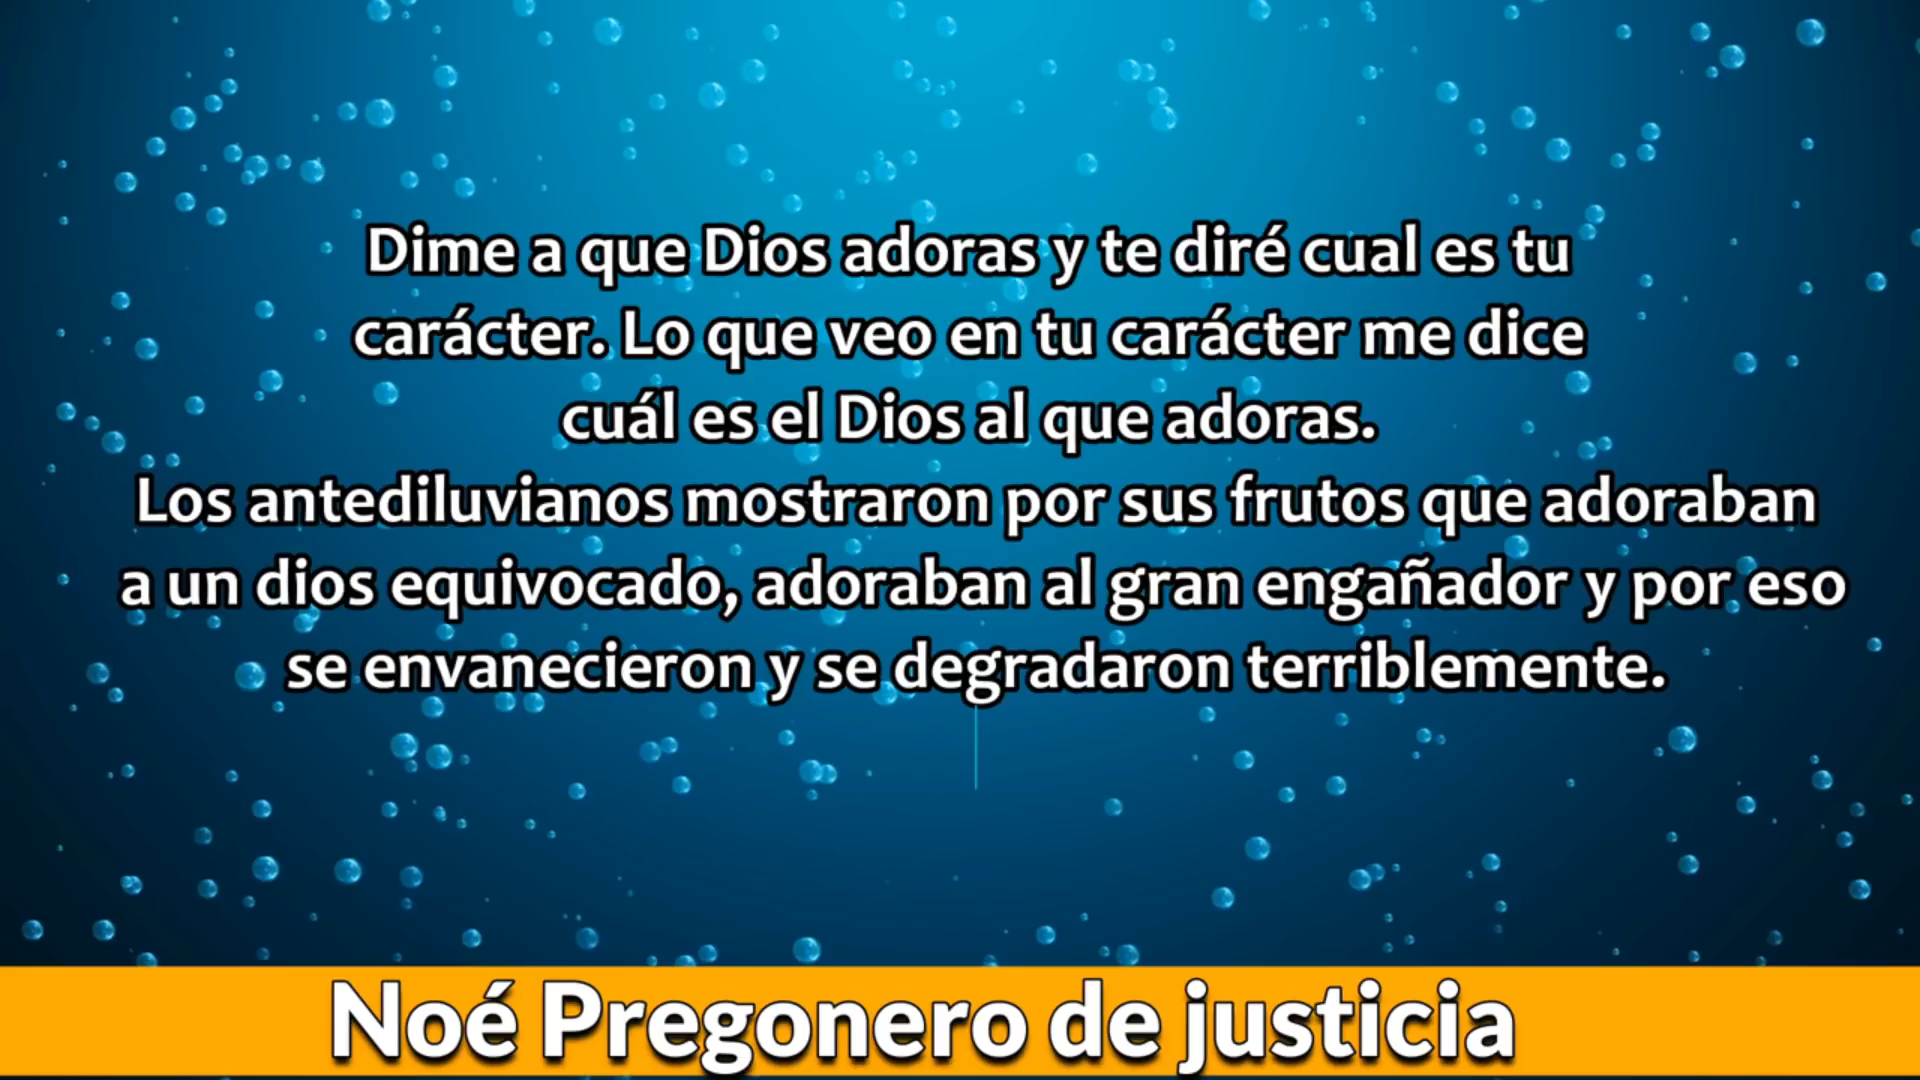 Dime a que Dios adoras y te diré cual es tu
carácter. Lo que veo en tu carácter me dice
cuál es el Dios al que adoras.
Los antediluvianos mostraron por sus frutos que adoraban
a un dios equivocado, adoraban al gran engañador y por eso
se envanecieron y se degradaron terriblemente.
Noé Pregonero de justicia